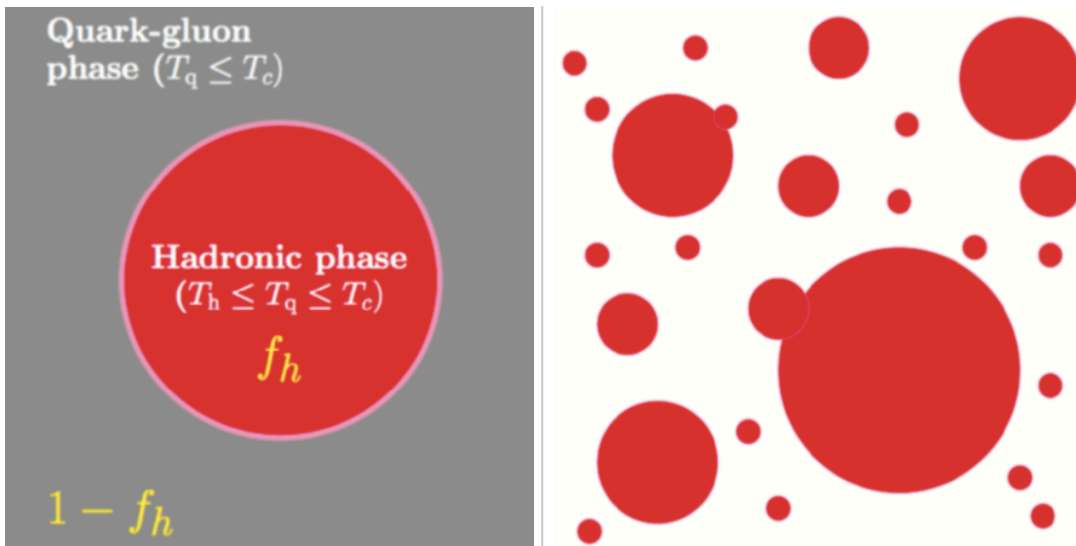 Quark-gluon
phase (T_q ≤ T_c)
Hadronic phase
(T_h ≤ T_q ≤ T_c)
f_h
1 − f_h